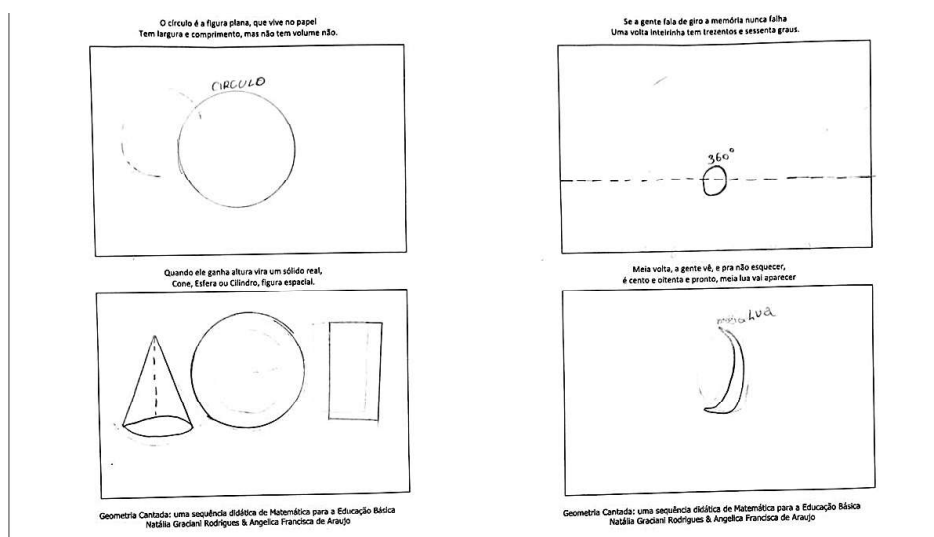 O círculo é a figura plana, que vive no papel
Tem largura e comprimento, mas não tem volume não.
CIRCULO
Quando ele ganha altura vira um sólido real,
Cone, Esfera ou Cilindro, figura espacial.
Geometria Cantada: uma sequência didática de Matemática para a Educação Básica
Natália Graciani Rodrigues & Angelica Francisca de Araujo
Se a gente fala de giro a memória nunca falha
Uma volta inteirinha tem trezentos e sessenta graus.
360°
Meia volta, a gente vê, e pra não esquecer,
é cento e oitenta e pronto, meia lua vai aparecer
LUA
Geometria Cantada: uma sequência didática de Matemática para a Educação Básica
Natália Graciani Rodrigues & Angelica Francisca de Araujo